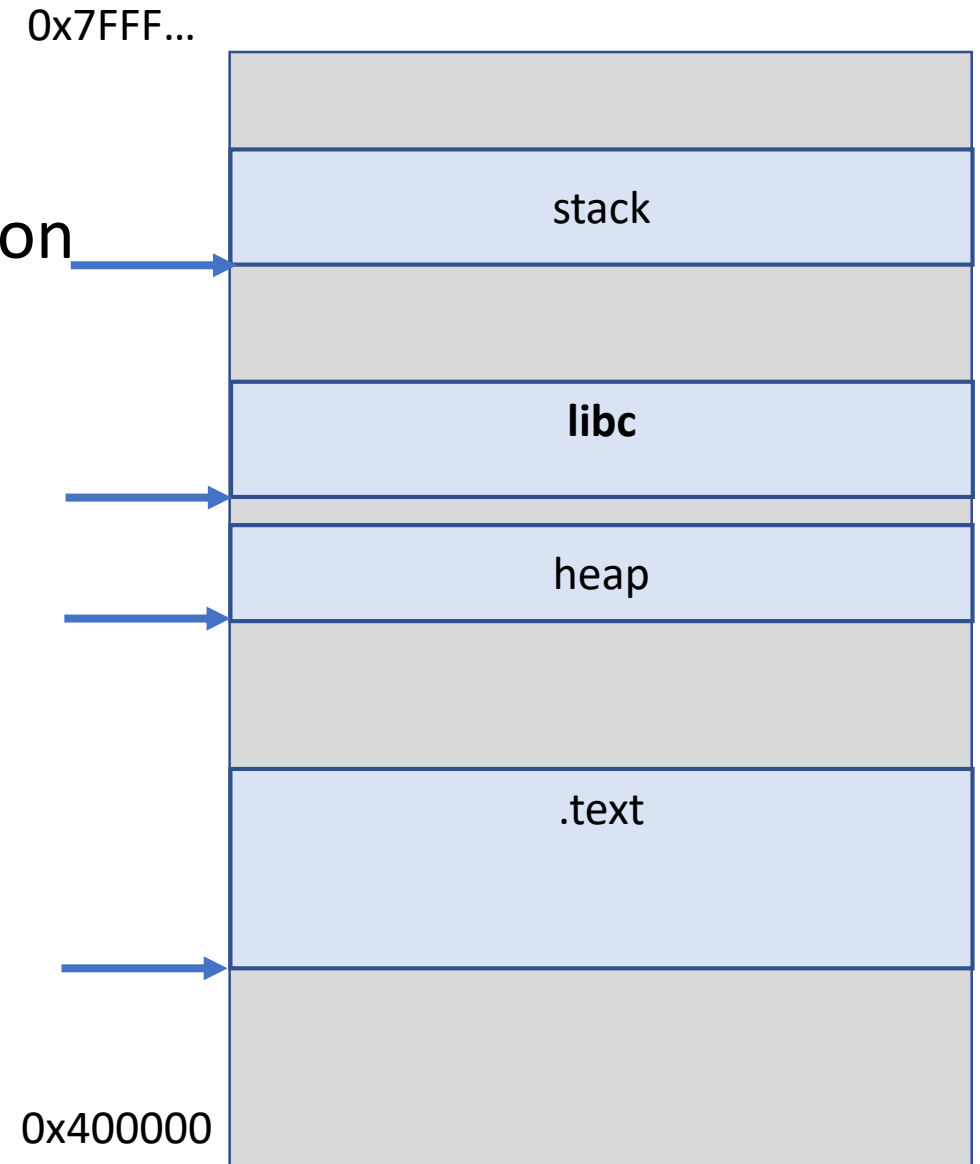 0x7FFF…
stack
on
libc
heap
.text
0x400000